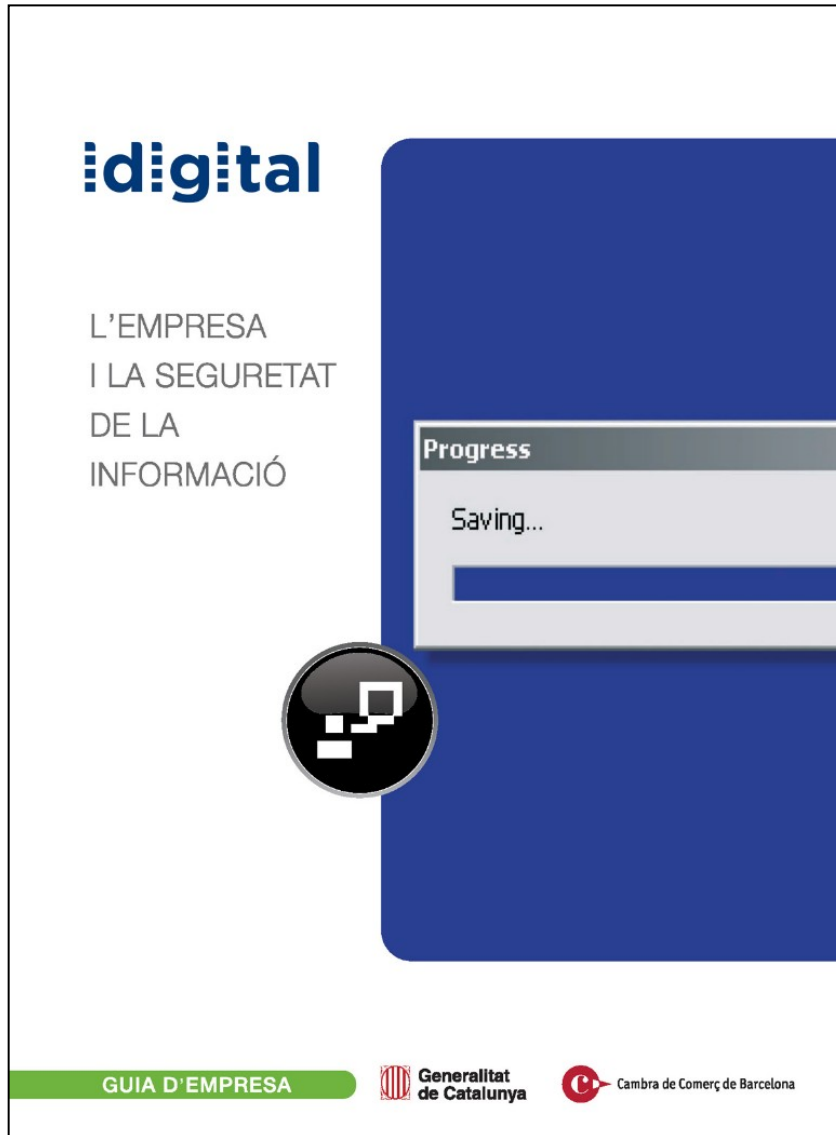 idigital
L'EMPRESA
I LA SEGURETAT
DE LA
INFORMACIÓ
Progress
Saving...
GUIA D'EMPRESA
Generalitat
de Catalunya
Cambra de Comerç de Barcelona